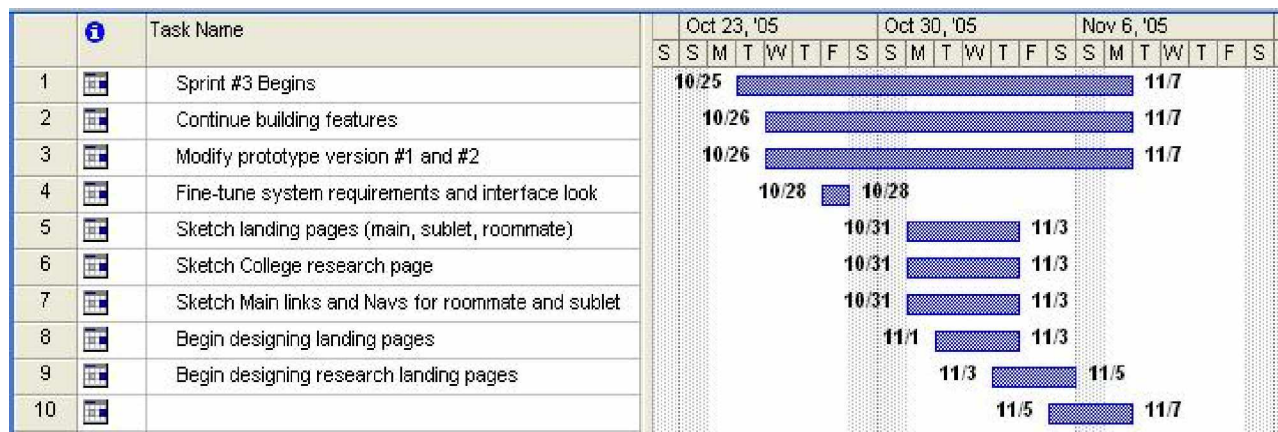 Task Name Oct 23, '05 Oct 30, '05 Nov 6, '05
S S M T W T F S S M T W T F S S M T W T F S
1 Sprint #3 Begins 10/25 11/7
2 Continue building features 10/26 11/7
3 Modify prototype version #1 and #2 10/26 11/7
4 Fine-tune system requirements and interface look 10/28 10/28
5 Sketch landing pages (main, sublet, roommate) 10/31 11/3
6 Sketch College research page 10/31 11/3
7 Sketch Main links and Navs for roommate and sublet 10/31 11/3
8 Begin designing landing pages 11/1 11/3
9 Begin designing research landing pages 11/3 11/5
10 11/5 11/7